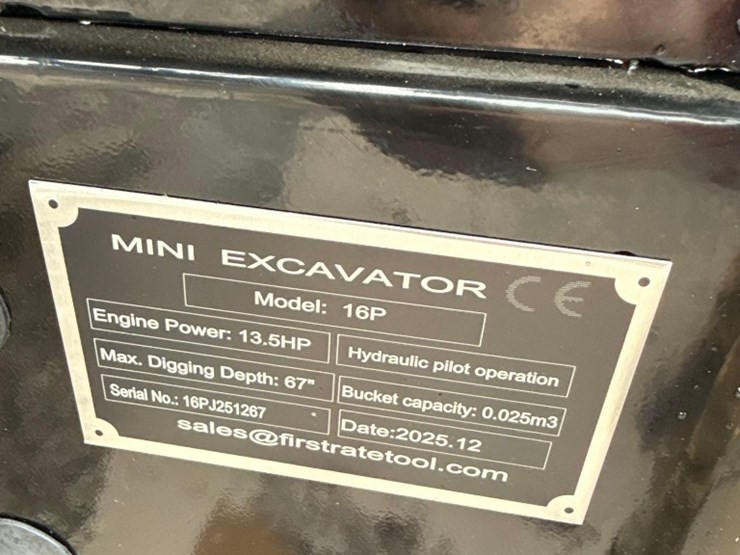 MINI EXCAVATOR CE
Model: 16P
Engine Power: 13.5HP
Hydraulic pilot operation
Max. Digging Depth: 67"
Bucket capacity: 0.025m3
Serial No.: 16PJ251267
Date:2025.12
sales@firstratetool.com